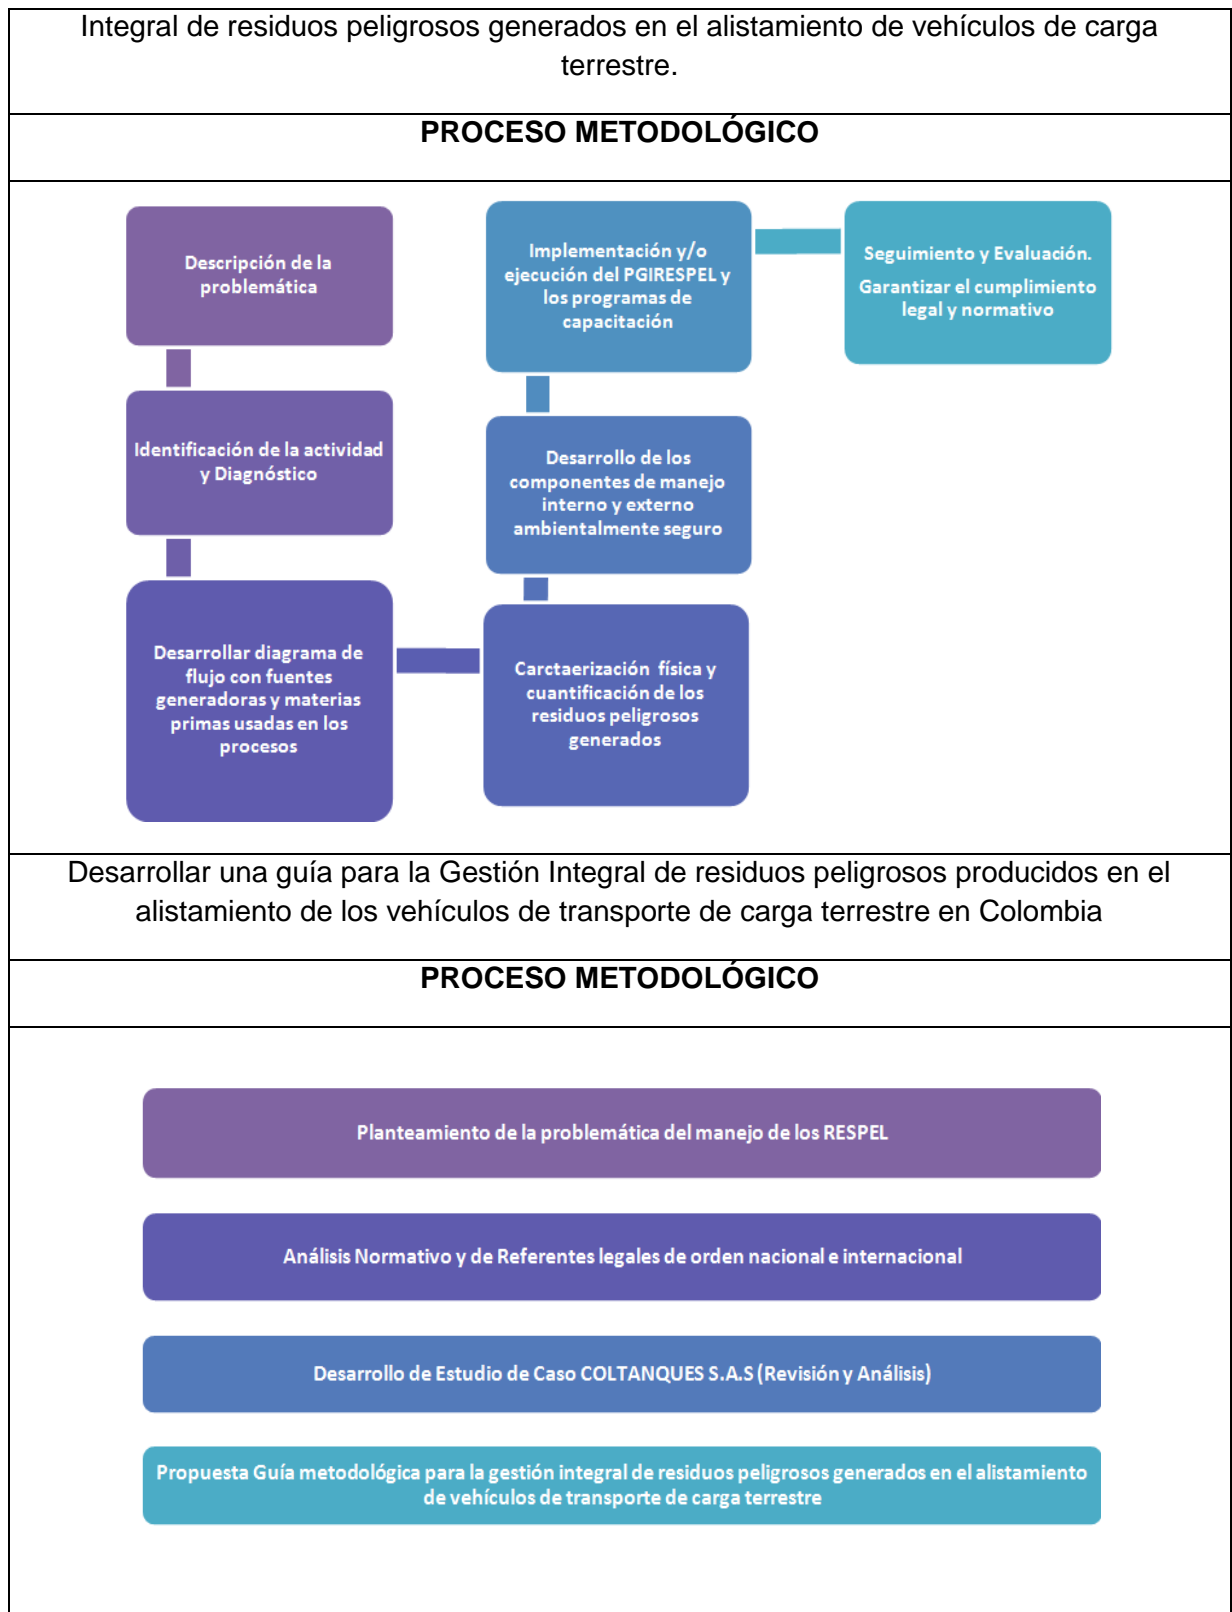 Integral de residuos peligrosos generados en el alistamiento de vehículos de carga
terrestre.
PROCESO METODOLÓGICO
Descripción de la
problemática
Identificación de la actividad
y Diagnóstico
Desarrollar diagrama de
flujo con fuentes
generadoras y materias
primas usadas en los
procesos
Carctaerización física y
cuantificación de los
residuos peligrosos
generados
Desarrollo de los
componentes de manejo
interno y externo
ambientalmente seguro
Implementación y/o
ejecución del PGIRESPEL y
los programas de
capacitación
Seguimiento y Evaluación.
Garantizar el cumplimiento
legal y normativo
Desarrollar una guía para la Gestión Integral de residuos peligrosos producidos en el
alistamiento de los vehículos de transporte de carga terrestre en Colombia
PROCESO METODOLÓGICO
Planteamiento de la problemática del manejo de los RESPEL
Análisis Normativo y de Referentes legales de orden nacional e internacional
Desarrollo de Estudio de Caso COLTANQUES S.A.S (Revisión y Análisis)
Propuesta Guía metodológica para la gestión integral de residuos peligrosos generados en el alistamiento
de vehículos de transporte de carga terrestre